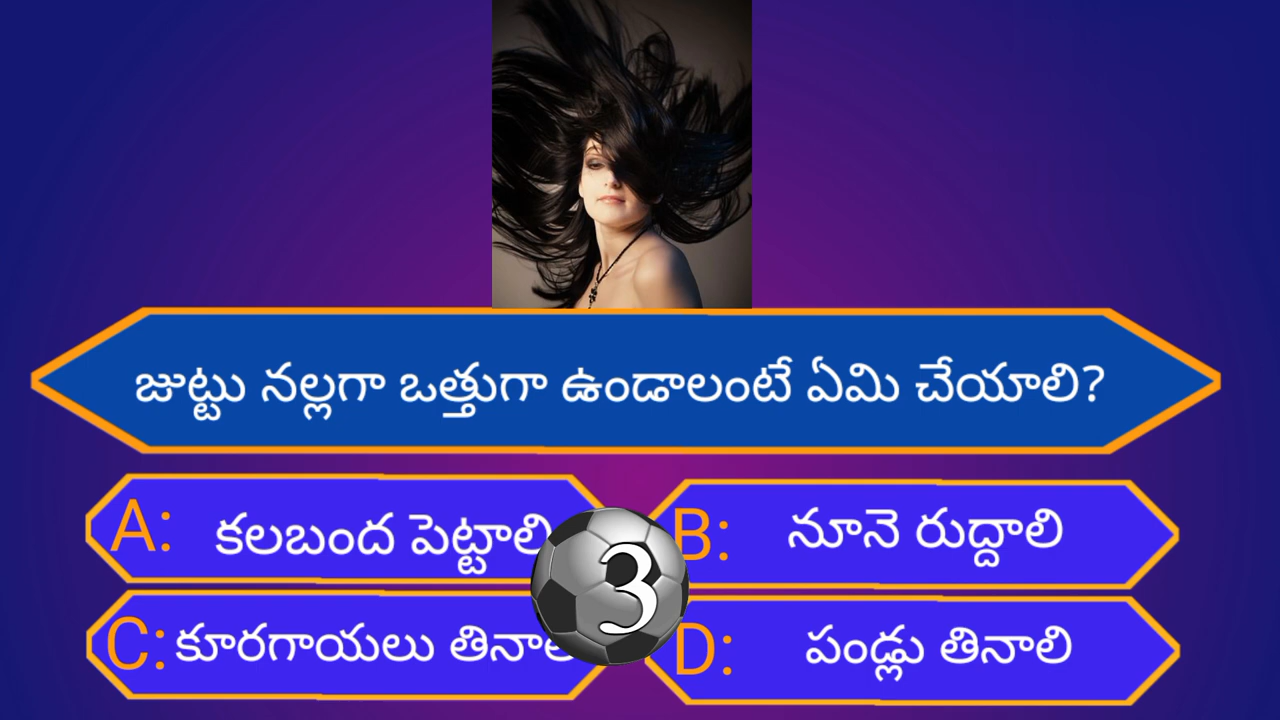 జుట్టు నల్లగా ఒత్తుగా ఉండాలంటే ఏమి చేయాలి?
A: కలబంద పెట్టాలి
B: నూనె రుద్దాలి
3
C: కూరగాయలు
D: పండ్లు తినాలి